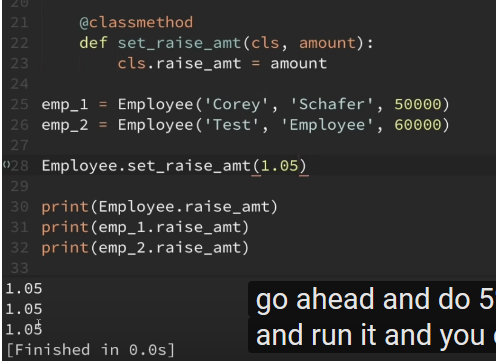 20
21 @classmethod
22 def set_raise_amt(cls, amount):
23 cls.raise_amt = amount
24
25 emp_1 = Employee('Corey', 'Schafer', 50000)
26 emp_2 = Employee('Test', 'Employee', 60000)
27
28 Employee.set_raise_amt(1.05)
29
30 print(Employee.raise_amt)
31 print(emp_1.raise_amt)
32 print(emp_2.raise_amt)
33
1.05
1.05
1.05
[Finished in 0.0s]
go ahead and do 5
and run it and you